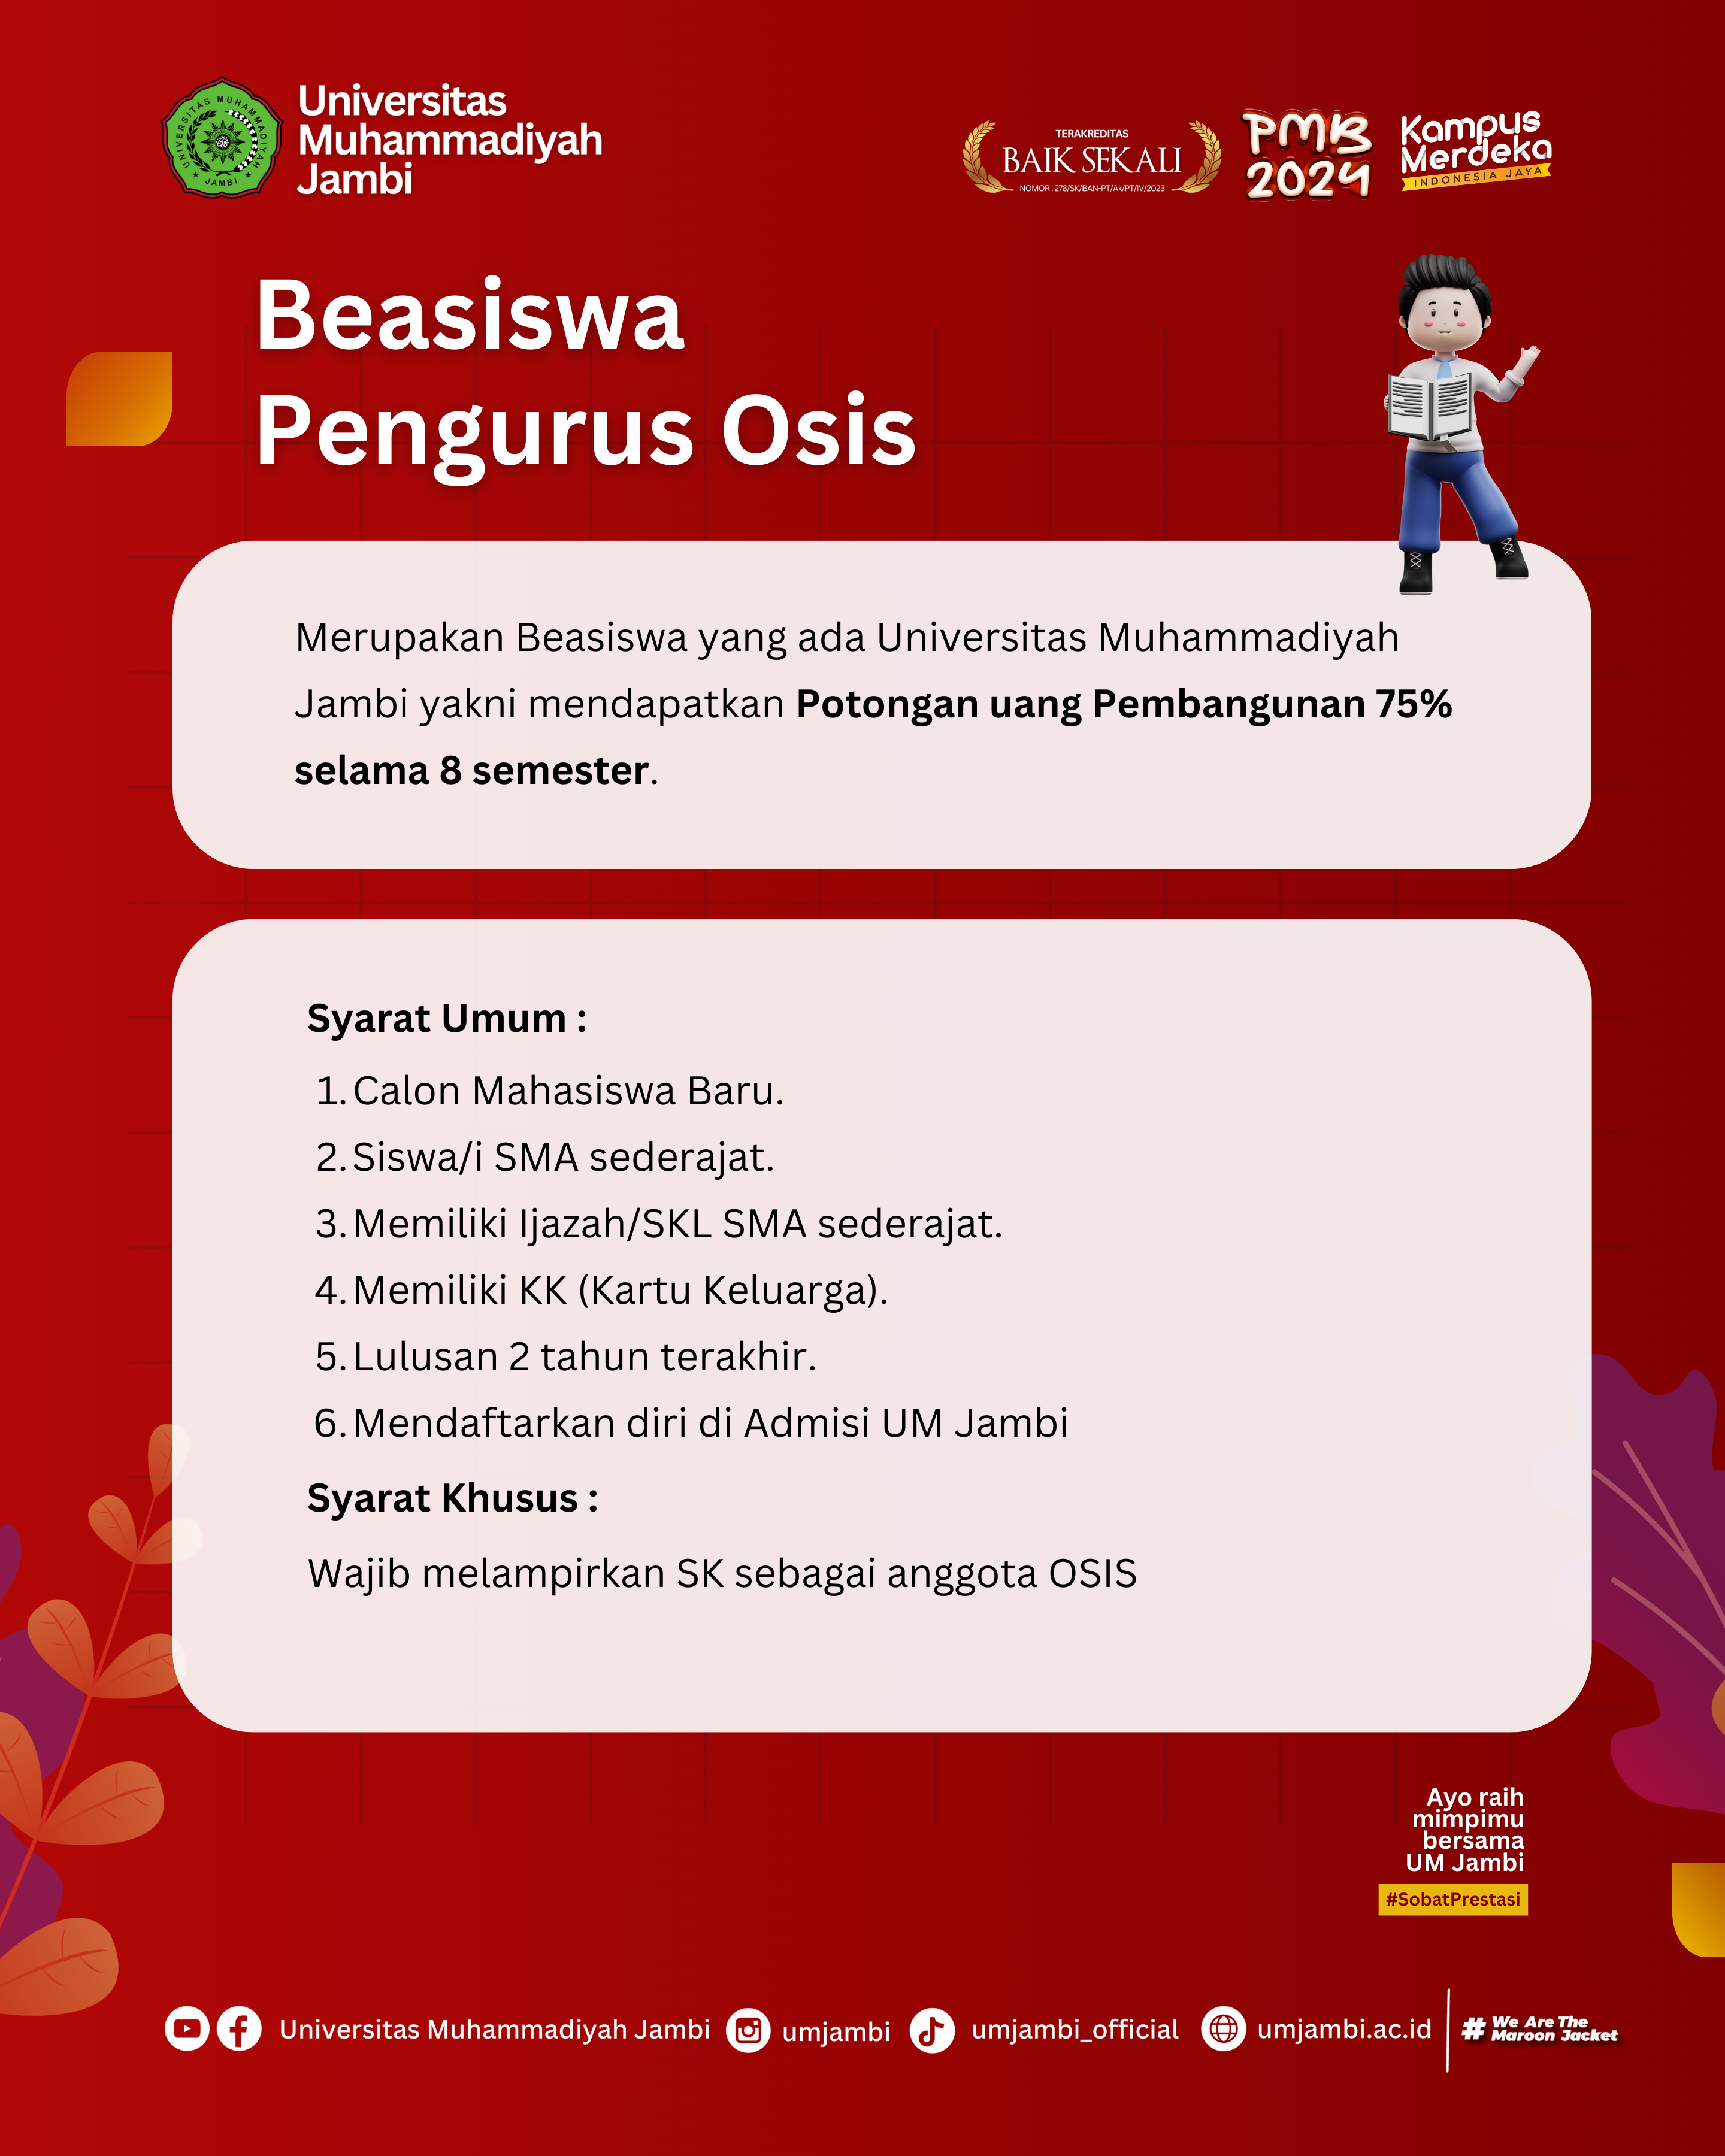 Universitas
Muhammadiyah
Jambi
UNIVERSITAS MUHAMMADIYAH
JAMBI
TERAKREDITAS
BAIK SEKALI
NOMOR : 278/SK/BAN-PT/Ak/PT/IV/2023
PMB
2024
Kampus
Merdeka
INDONESIA JAYA
Beasiswa
Pengurus Osis
Merupakan Beasiswa yang ada Universitas Muhammadiyah
Jambi yakni mendapatkan Potongan uang Pembangunan 75%
selama 8 semester.
Syarat Umum :
1. Calon Mahasiswa Baru.
2. Siswa/i SMA sederajat.
3. Memiliki Ijazah/SKL SMA sederajat.
4. Memiliki KK (Kartu Keluarga).
5. Lulusan 2 tahun terakhir.
6. Mendaftarkan diri di Admisi UM Jambi
Syarat Khusus :
Wajib melampirkan SK sebagai anggota OSIS
Ayo raih
mimpimu
bersama
UM Jambi
#SobatPrestasi
Universitas Muhammadiyah Jambi
umjambi
umjambi_official
umjambi.ac.id
# We Are The
Maroon Jacket